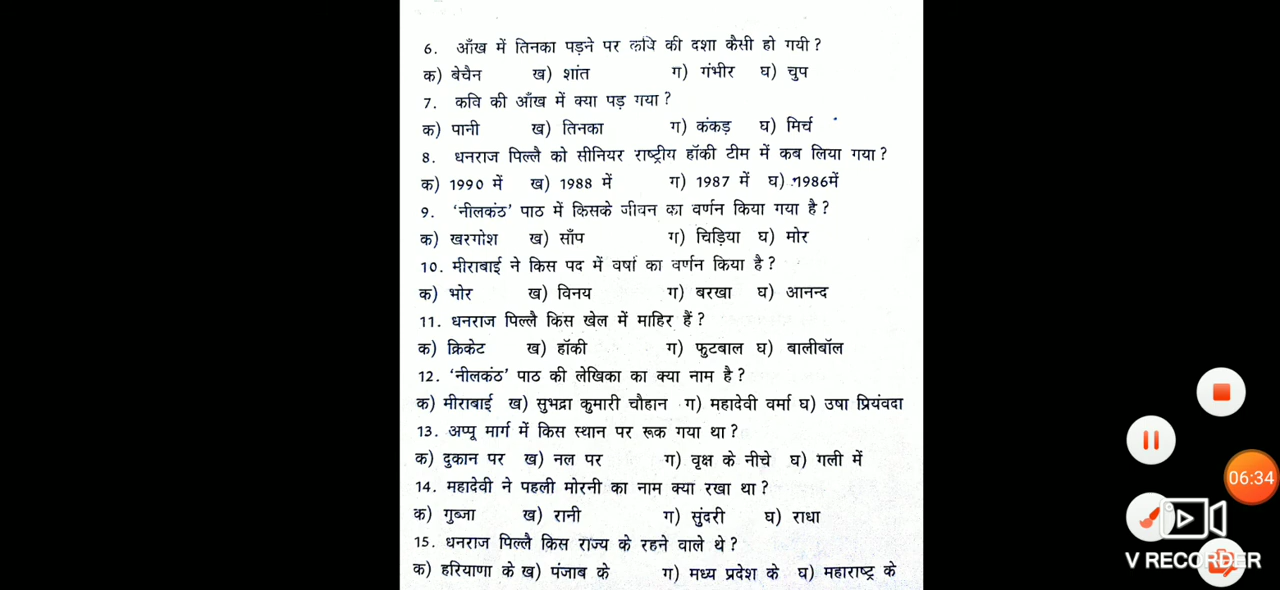 6. आँख में तिनका पड़ने पर कवि की दशा कैसी हो गयी ?
क) बेचैन ख) शांत ग) गंभीर घ) चुप
7. कवि की आँख में क्या पड़ गया ?
क) पानी ख) तिनका ग) कंकड़ घ) मिर्च
8. धनराज पिल्लै को सीनियर राष्ट्रीय हॉकी टीम में कब लिया गया ?
क) 1990 में ख) 1988 में ग) 1987 में घ) 1986में
9. 'नीलकंठ' पाठ में किसके जीवन का वर्णन किया गया है ?
क) खरगोश ख) साँप ग) चिड़िया घ) मोर
10. मीराबाई ने किस पद में वर्षा का वर्णन किया है ?
क) भोर ख) विनय ग) बरखा घ) आनन्द
11. धनराज पिल्लै किस खेल में माहिर हैं ?
क) क्रिकेट ख) हॉकी ग) फुटबाल घ) बालीबॉल
12. 'नीलकंठ' पाठ की लेखिका का क्या नाम है ?
क) मीराबाई ख) सुभद्रा कुमारी चौहान ग) महादेवी वर्मा घ) उषा प्रियंवदा
13. अप्पू मार्ग में किस स्थान पर रूक गया था ?
क) दुकान पर ख) नल पर ग) वृक्ष के नीचे घ) गली में
14. महादेवी ने पहली मोरनी का नाम क्या रखा था ?
क) गुब्जा ख) रानी ग) सुंदरी घ) राधा
15. धनराज पिल्लै किस राज्य के रहने वाले थे ?
क) हरियाणा के ख) पंजाब के ग) मध्य प्रदेश के घ) महाराष्ट्र के
06:34
V RECORDER